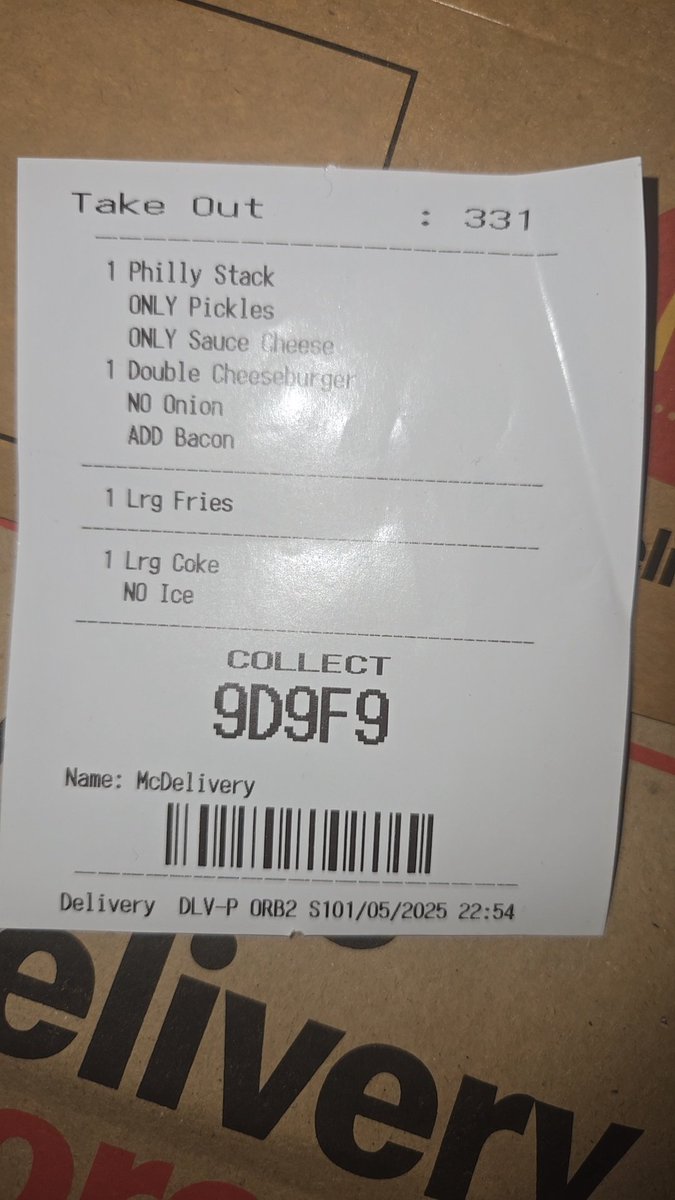 Take Out : 331
1 Philly Stack
ONLY Pickles
ONLY Sauce Cheese
1 Double Cheeseburger
NO Onion
ADD Bacon
1 Lrg Fries
1 Lrg Coke
NO Ice
COLLECT
9D9F9
Name: McDelivery
Delivery DLV-P ORB2 S101/05/2025 22:54
elivery